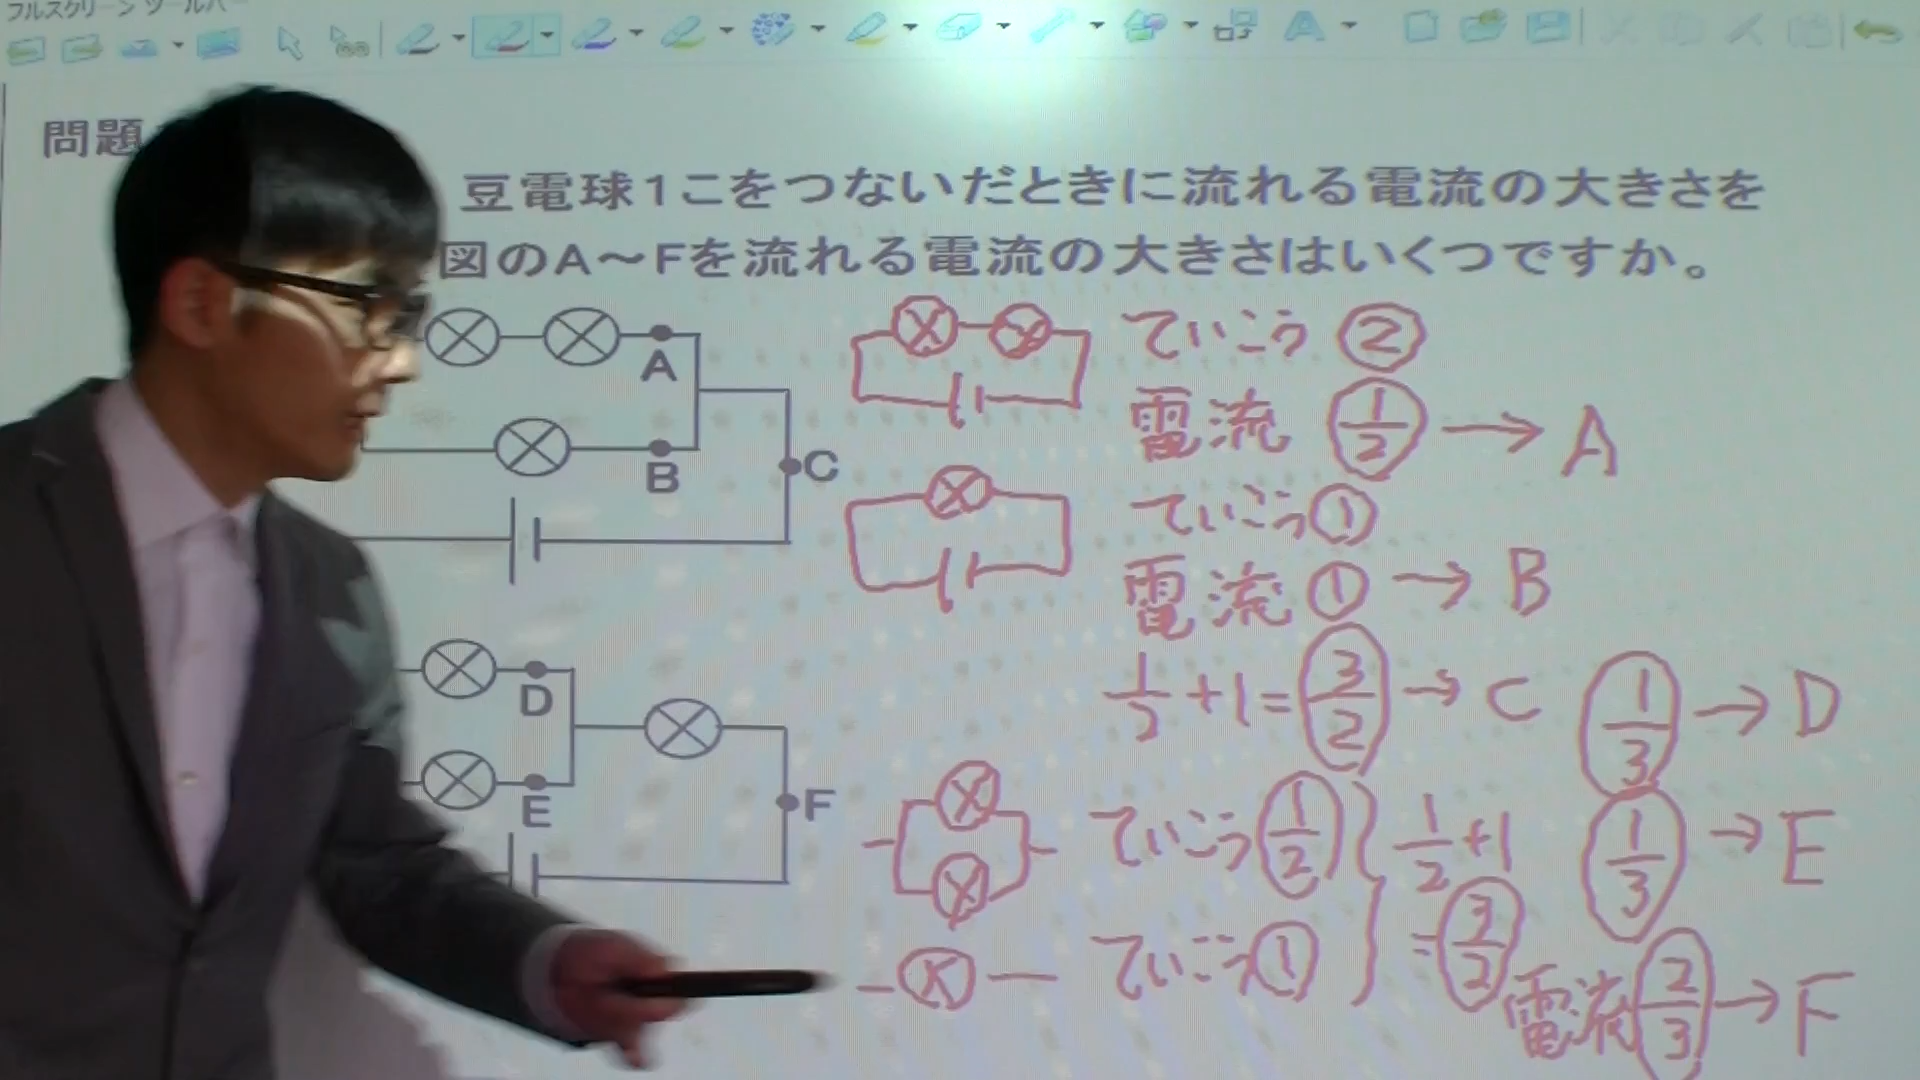 フルスクリーン ツールバー
問題
豆電球1こをつないだときに流れる電流の大きさを
図のA～Fを流れる電流の大きさはいくつですか。
A
B
C
D
E
F
ていこう ②
電流 1/2 → A
ていこう ①
電流 ① → B
1/2 + 1 = 3/2 → C
1/3 → D
ていこう 1/2
1/2 + 1
1/3 → E
ていこう ①
= 3/2
電流 2/3 → F